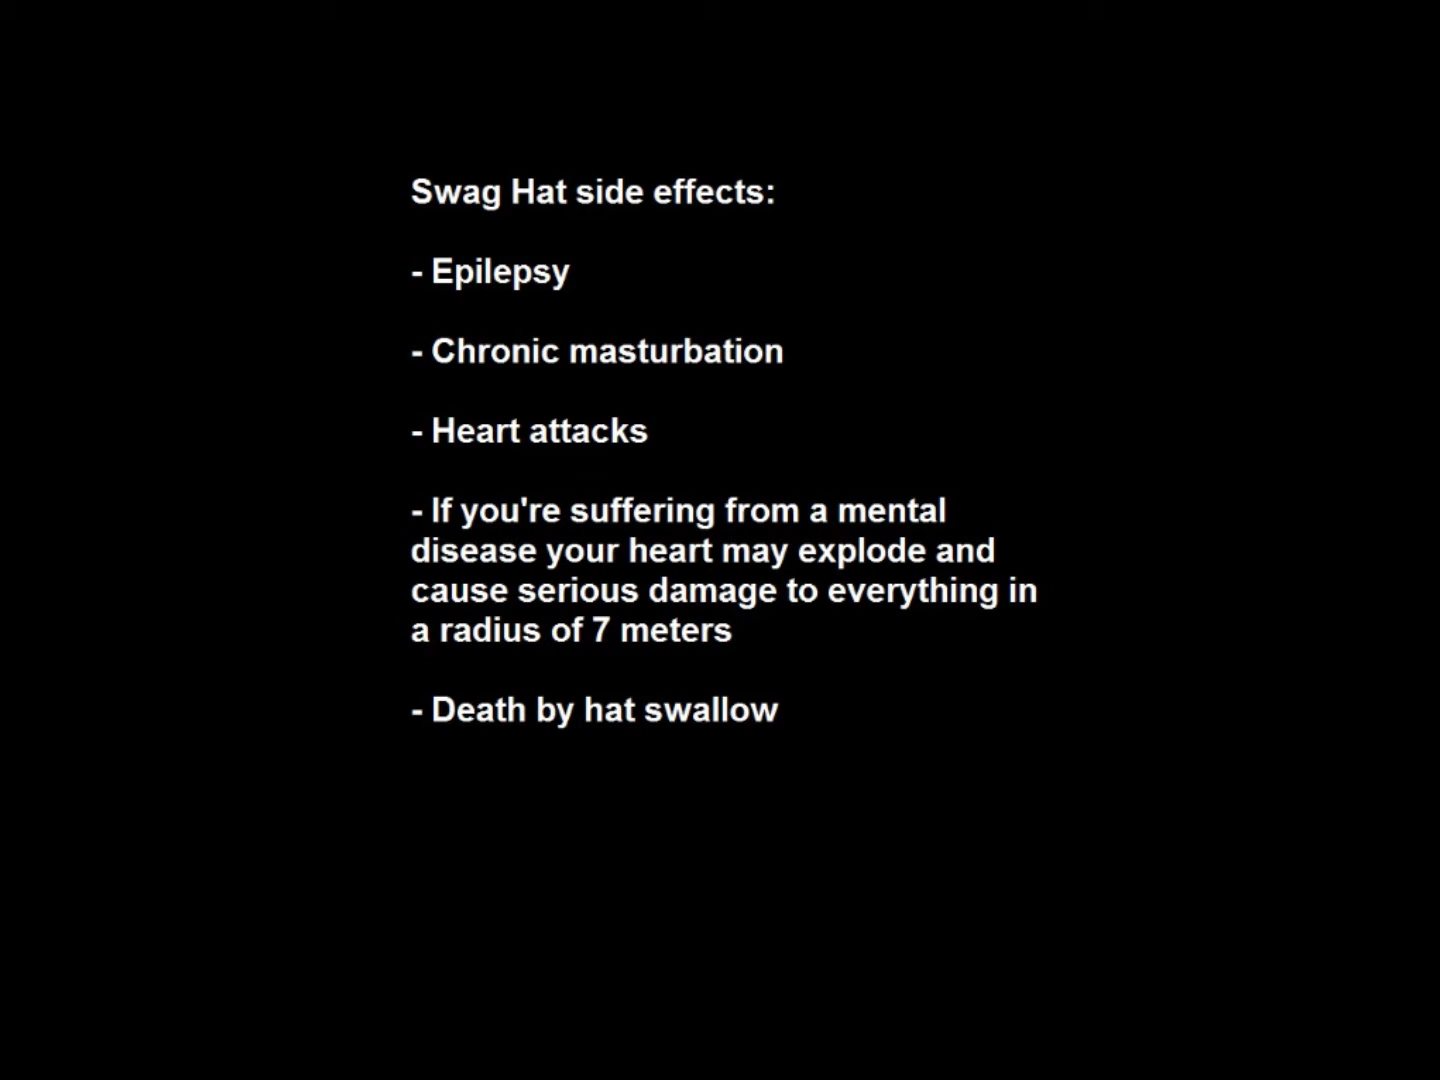 Swag Hat side effects:
- Epilepsy
- Chronic masturbation
- Heart attacks
- If you're suffering from a mental
disease your heart may explode and
cause serious damage to everything in
a radius of 7 meters
- Death by hat swallow